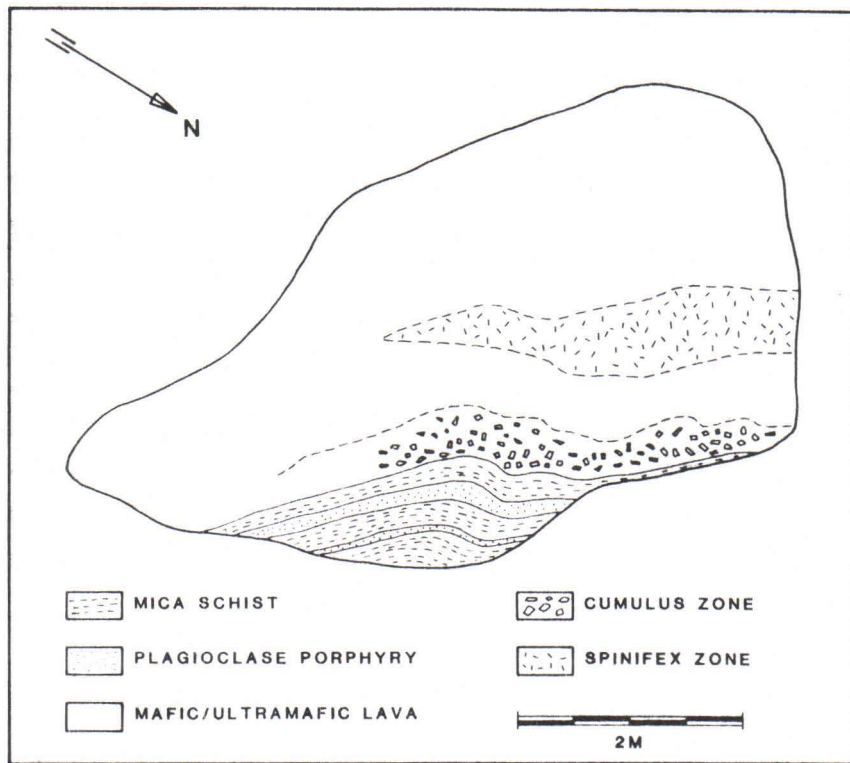 N
MICA SCHIST
PLAGIOCLASE PORPHYRY
MAFIC/ULTRAMAFIC LAVA
CUMULUS ZONE
SPINIFEX ZONE
2M